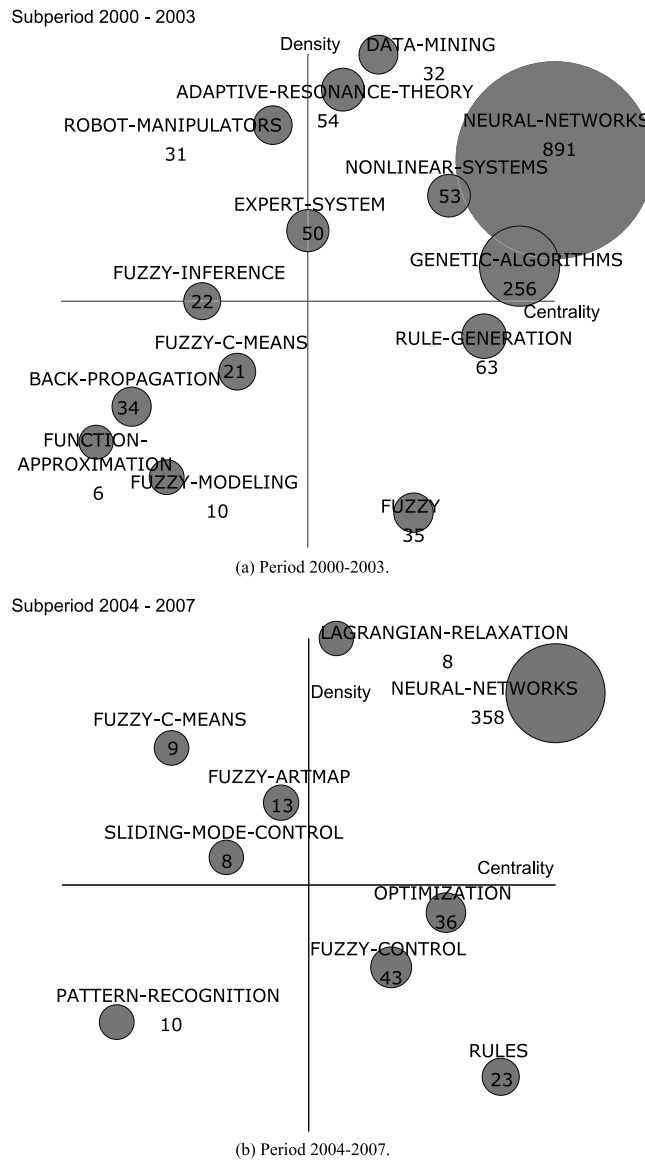 Subperiod 2000 - 2003
Density
DATA-MINING
32
ADAPTIVE-RESONANCE-THEORY
54
ROBOT-MANIPULATORS
31
NEURAL-NETWORKS
891
NONLINEAR-SYSTEMS
53
EXPERT-SYSTEM
50
GENETIC-ALGORITHMS
256
FUZZY-INFERENCE
22
Centrality
RULE-GENERATION
63
FUZZY-C-MEANS
21
BACK-PROPAGATION
34
FUNCTION-
APPROXIMATION
6
FUZZY-MODELING
10
FUZZY
35
(a) Period 2000-2003.
Subperiod 2004 - 2007
LAGRANGIAN-RELAXATION
8
Density
NEURAL-NETWORKS
358
FUZZY-C-MEANS
9
FUZZY-ARTMAP
13
SLIDING-MODE-CONTROL
8
Centrality
OPTIMIZATION
36
FUZZY-CONTROL
43
PATTERN-RECOGNITION
10
RULES
23
(b) Period 2004-2007.